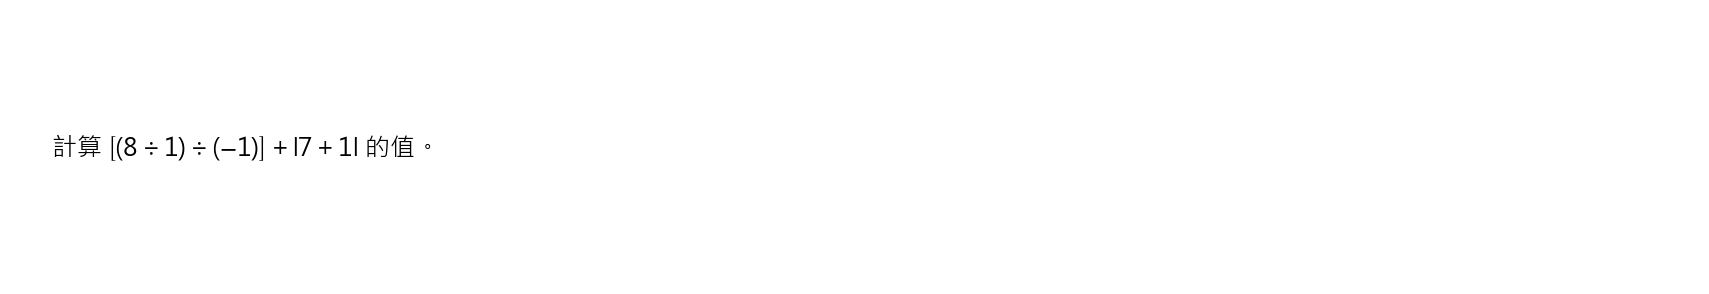 計算 [(8 ÷ 1) ÷ (−1)] + |7 + 1| 的值。